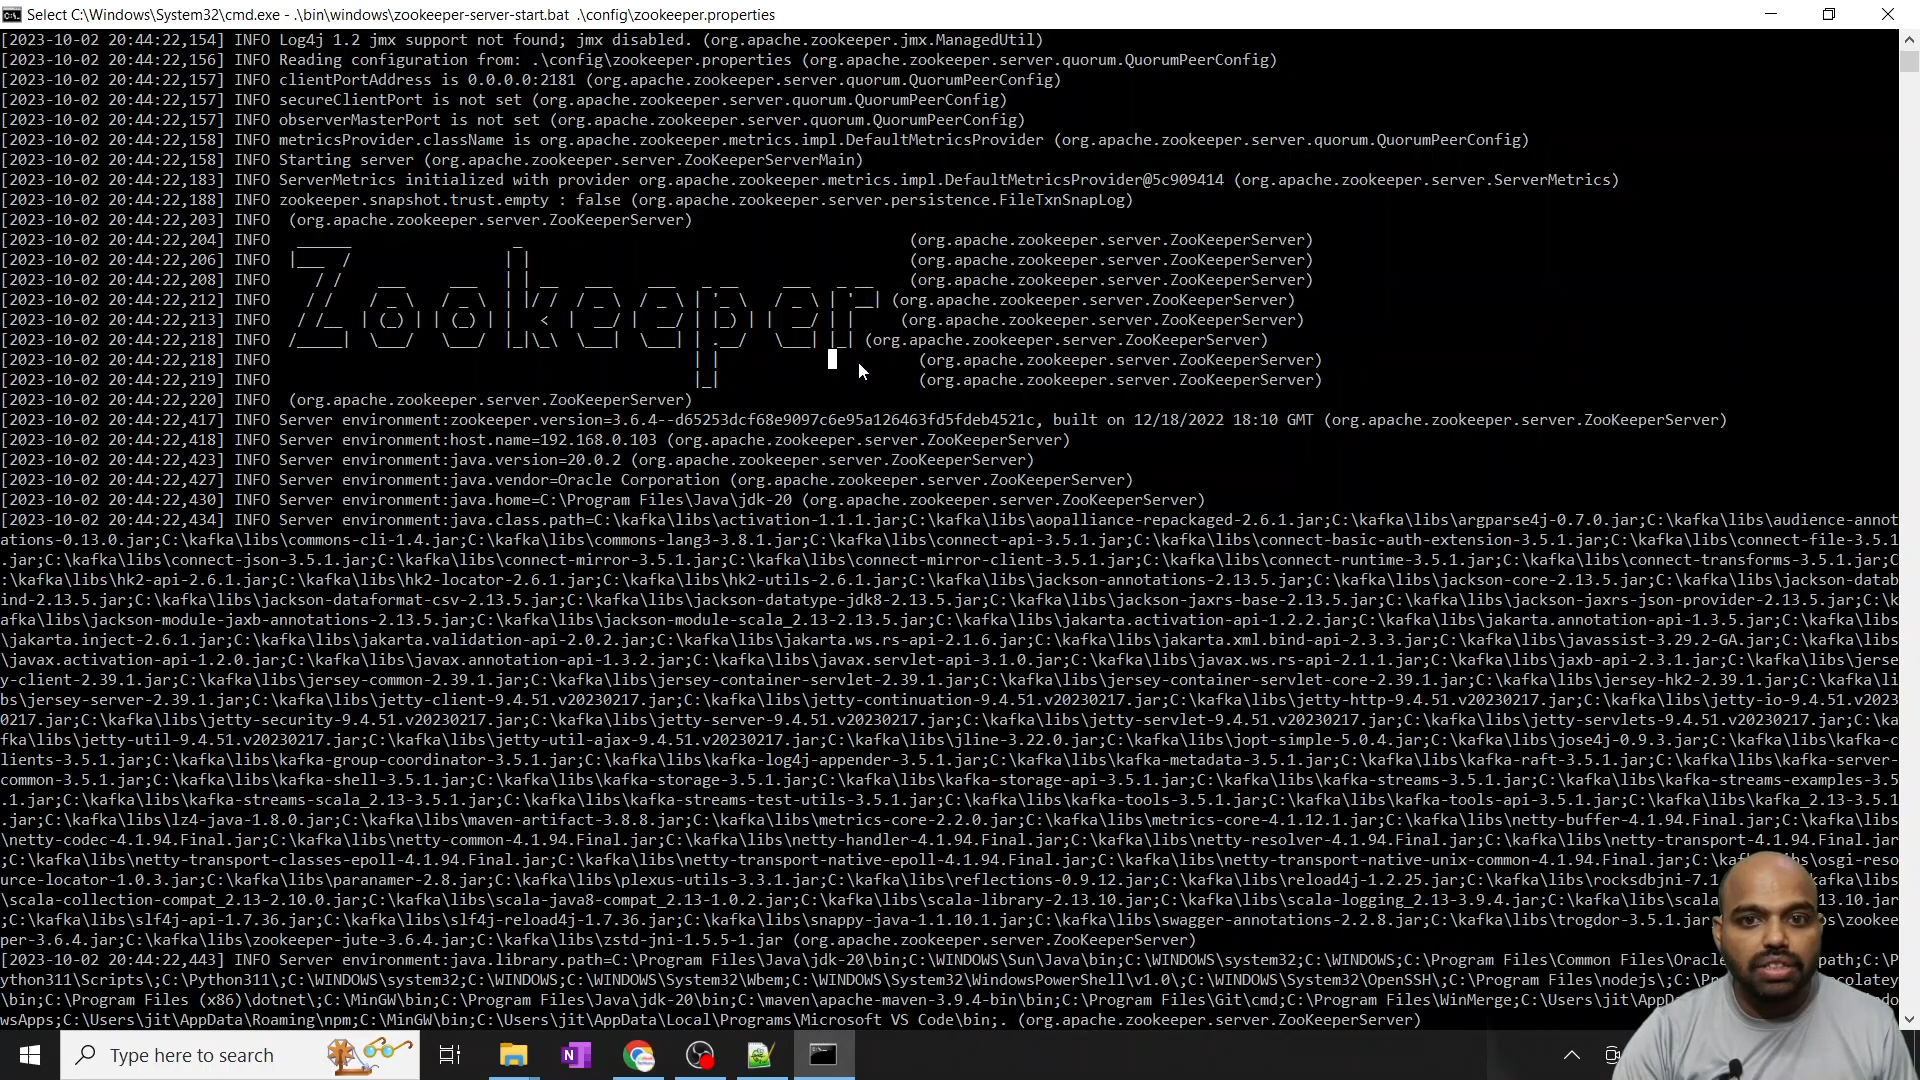 Select C:\Windows\System32\cmd.exe - .\bin\windows\zookeeper-server-start.bat .\config\zookeeper.properties
[2023-10-02 20:44:22,154] INFO Log4j 1.2 jmx support not found; jmx disabled. (org.apache.zookeeper.jmx.ManagedUtil)
[2023-10-02 20:44:22,156] INFO Reading configuration from: .\config\zookeeper.properties (org.apache.zookeeper.server.quorum.QuorumPeerConfig)
[2023-10-02 20:44:22,157] INFO clientPortAddress is 0.0.0.0:2181 (org.apache.zookeeper.server.quorum.QuorumPeerConfig)
[2023-10-02 20:44:22,157] INFO secureClientPort is not set (org.apache.zookeeper.server.quorum.QuorumPeerConfig)
[2023-10-02 20:44:22,157] INFO observerMasterPort is not set (org.apache.zookeeper.server.quorum.QuorumPeerConfig)
[2023-10-02 20:44:22,158] INFO metricsProvider.className is org.apache.zookeeper.metrics.impl.DefaultMetricsProvider (org.apache.zookeeper.server.quorum.QuorumPeerConfig)
[2023-10-02 20:44:22,158] INFO Starting server (org.apache.zookeeper.server.ZooKeeperServerMain)
[2023-10-02 20:44:22,183] INFO ServerMetrics initialized with provider org.apache.zookeeper.metrics.impl.DefaultMetricsProvider@5c909414 (org.apache.zookeeper.server.ServerMetrics)
[2023-10-02 20:44:22,188] INFO zookeeper.snapshot.trust.empty : false (org.apache.zookeeper.server.persistence.FileTxnSnapLog)
[2023-10-02 20:44:22,203] INFO (org.apache.zookeeper.server.ZooKeeperServer)
[2023-10-02 20:44:22,204] INFO (org.apache.zookeeper.server.ZooKeeperServer)
[2023-10-02 20:44:22,206] INFO (org.apache.zookeeper.server.ZooKeeperServer)
[2023-10-02 20:44:22,208] INFO (org.apache.zookeeper.server.ZooKeeperServer)
[2023-10-02 20:44:22,212] INFO Zookeeper (org.apache.zookeeper.server.ZooKeeperServer)
[2023-10-02 20:44:22,213] INFO (org.apache.zookeeper.server.ZooKeeperServer)
[2023-10-02 20:44:22,218] INFO (org.apache.zookeeper.server.ZooKeeperServer)
[2023-10-02 20:44:22,218] INFO (org.apache.zookeeper.server.ZooKeeperServer)
[2023-10-02 20:44:22,219] INFO (org.apache.zookeeper.server.ZooKeeperServer)
[2023-10-02 20:44:22,220] INFO (org.apache.zookeeper.server.ZooKeeperServer)
[2023-10-02 20:44:22,417] INFO Server environment:zookeeper.version=3.6.4--d65253dcf68e9097c6e95a126463fd5fdeb4521c, built on 12/18/2022 18:10 GMT (org.apache.zookeeper.server.ZooKeeperServer)
[2023-10-02 20:44:22,418] INFO Server environment:host.name=192.168.0.103 (org.apache.zookeeper.server.ZooKeeperServer)
[2023-10-02 20:44:22,423] INFO Server environment:java.version=20.0.2 (org.apache.zookeeper.server.ZooKeeperServer)
[2023-10-02 20:44:22,427] INFO Server environment:java.vendor=Oracle Corporation (org.apache.zookeeper.server.ZooKeeperServer)
[2023-10-02 20:44:22,430] INFO Server environment:java.home=C:\Program Files\Java\jdk-20 (org.apache.zookeeper.server.ZooKeeperServer)
[2023-10-02 20:44:22,434] INFO Server environment:java.class.path=C:\kafka\libs\activation-1.1.1.jar;C:\kafka\libs\aopalliance-repackaged-2.6.1.jar;C:\kafka\libs\argparse4j-0.7.0.jar;C:\kafka\libs\audience-annot
ations-0.13.0.jar;C:\kafka\libs\commons-cli-1.4.jar;C:\kafka\libs\commons-lang3-3.8.1.jar;C:\kafka\libs\connect-api-3.5.1.jar;C:\kafka\libs\connect-basic-auth-extension-3.5.1.jar;C:\kafka\libs\connect-file-3.5.1
.jar;C:\kafka\libs\connect-json-3.5.1.jar;C:\kafka\libs\connect-mirror-3.5.1.jar;C:\kafka\libs\connect-mirror-client-3.5.1.jar;C:\kafka\libs\connect-runtime-3.5.1.jar;C:\kafka\libs\connect-transforms-3.5.1.jar;C
:\kafka\libs\hk2-api-2.6.1.jar;C:\kafka\libs\hk2-locator-2.6.1.jar;C:\kafka\libs\hk2-utils-2.6.1.jar;C:\kafka\libs\jackson-annotations-2.13.5.jar;C:\kafka\libs\jackson-core-2.13.5.jar;C:\kafka\libs\jackson-datab
ind-2.13.5.jar;C:\kafka\libs\jackson-dataformat-csv-2.13.5.jar;C:\kafka\libs\jackson-datatype-jdk8-2.13.5.jar;C:\kafka\libs\jackson-jaxrs-base-2.13.5.jar;C:\kafka\libs\jackson-jaxrs-json-provider-2.13.5.jar;C:\k
afka\libs\jackson-module-jaxb-annotations-2.13.5.jar;C:\kafka\libs\jackson-module-scala_2.13-2.13.5.jar;C:\kafka\libs\jakarta.activation-api-1.2.2.jar;C:\kafka\libs\jakarta.annotation-api-1.3.5.jar;C:\kafka\libs
\jakarta.inject-2.6.1.jar;C:\kafka\libs\jakarta.validation-api-2.0.2.jar;C:\kafka\libs\jakarta.ws.rs-api-2.1.6.jar;C:\kafka\libs\jakarta.xml.bind-api-2.3.3.jar;C:\kafka\libs\javassist-3.29.2-GA.jar;C:\kafka\libs
\javax.activation-api-1.2.0.jar;C:\kafka\libs\javax.annotation-api-1.3.2.jar;C:\kafka\libs\javax.servlet-api-3.1.0.jar;C:\kafka\libs\javax.ws.rs-api-2.1.1.jar;C:\kafka\libs\jaxb-api-2.3.1.jar;C:\kafka\libs\jerse
y-client-2.39.1.jar;C:\kafka\libs\jersey-common-2.39.1.jar;C:\kafka\libs\jersey-container-servlet-2.39.1.jar;C:\kafka\libs\jersey-container-servlet-core-2.39.1.jar;C:\kafka\libs\jersey-hk2-2.39.1.jar;C:\kafka\li
bs\jersey-server-2.39.1.jar;C:\kafka\libs\jetty-client-9.4.51.v20230217.jar;C:\kafka\libs\jetty-continuation-9.4.51.v20230217.jar;C:\kafka\libs\jetty-http-9.4.51.v20230217.jar;C:\kafka\libs\jetty-io-9.4.51.v2023
0217.jar;C:\kafka\libs\jetty-security-9.4.51.v20230217.jar;C:\kafka\libs\jetty-server-9.4.51.v20230217.jar;C:\kafka\libs\jetty-servlet-9.4.51.v20230217.jar;C:\kafka\libs\jetty-servlets-9.4.51.v20230217.jar;C:\ka
fka\libs\jetty-util-9.4.51.v20230217.jar;C:\kafka\libs\jetty-util-ajax-9.4.51.v20230217.jar;C:\kafka\libs\jline-3.22.0.jar;C:\kafka\libs\jopt-simple-5.0.4.jar;C:\kafka\libs\jose4j-0.9.3.jar;C:\kafka\libs\kafka-c
lients-3.5.1.jar;C:\kafka\libs\kafka-group-coordinator-3.5.1.jar;C:\kafka\libs\kafka-log4j-appender-3.5.1.jar;C:\kafka\libs\kafka-metadata-3.5.1.jar;C:\kafka\libs\kafka-raft-3.5.1.jar;C:\kafka\libs\kafka-server-
common-3.5.1.jar;C:\kafka\libs\kafka-shell-3.5.1.jar;C:\kafka\libs\kafka-storage-3.5.1.jar;C:\kafka\libs\kafka-storage-api-3.5.1.jar;C:\kafka\libs\kafka-streams-3.5.1.jar;C:\kafka\libs\kafka-streams-examples-3.5
.1.jar;C:\kafka\libs\kafka-streams-scala_2.13-3.5.1.jar;C:\kafka\libs\kafka-streams-test-utils-3.5.1.jar;C:\kafka\libs\kafka-tools-3.5.1.jar;C:\kafka\libs\kafka-tools-api-3.5.1.jar;C:\kafka\libs\kafka_2.13-3.5.1
.jar;C:\kafka\libs\lz4-java-1.8.0.jar;C:\kafka\libs\maven-artifact-3.8.8.jar;C:\kafka\libs\metrics-core-2.2.0.jar;C:\kafka\libs\metrics-core-4.1.12.1.jar;C:\kafka\libs\netty-buffer-4.1.94.Final.jar;C:\kafka\libs
\netty-codec-4.1.94.Final.jar;C:\kafka\libs\netty-common-4.1.94.Final.jar;C:\kafka\libs\netty-handler-4.1.94.Final.jar;C:\kafka\libs\netty-resolver-4.1.94.Final.jar;C:\kafka\libs\netty-transport-4.1.94.Final.jar
;C:\kafka\libs\netty-transport-classes-epoll-4.1.94.Final.jar;C:\kafka\libs\netty-transport-native-epoll-4.1.94.Final.jar;C:\kafka\libs\netty-transport-native-unix-common-4.1.94.Final.jar;C:\ka bs\osgi-reso
urce-locator-1.0.3.jar;C:\kafka\libs\paranamer-2.8.jar;C:\kafka\libs\plexus-utils-3.3.1.jar;C:\kafka\libs\reflections-0.9.12.jar;C:\kafka\libs\reload4j-1.2.25.jar;C:\kafka\libs\rocksdbjni-7.1 kafka\libs
\scala-collection-compat_2.13-2.10.0.jar;C:\kafka\libs\scala-java8-compat_2.13-1.0.2.jar;C:\kafka\libs\scala-library-2.13.10.jar;C:\kafka\libs\scala-logging_2.13-3.9.4.jar;C:\kafka\libs\scala 13.10.jar
;C:\kafka\libs\slf4j-api-1.7.36.jar;C:\kafka\libs\slf4j-reload4j-1.7.36.jar;C:\kafka\libs\snappy-java-1.1.10.1.jar;C:\kafka\libs\swagger-annotations-2.2.8.jar;C:\kafka\libs\trogdor-3.5.1.jar bs\zookee
per-3.6.4.jar;C:\kafka\libs\zookeeper-jute-3.6.4.jar;C:\kafka\libs\zstd-jni-1.5.5-1.jar (org.apache.zookeeper.server.ZooKeeperServer)
[2023-10-02 20:44:22,443] INFO Server environment:java.library.path=C:\Program Files\Java\jdk-20\bin;C:\WINDOWS\Sun\Java\bin;C:\WINDOWS\system32;C:\WINDOWS;C:\Program Files\Common Files\Oracle path;C:\P
ython311\Scripts\;C:\Python311\;C:\WINDOWS\system32;C:\WINDOWS;C:\WINDOWS\System32\Wbem;C:\WINDOWS\System32\WindowsPowerShell\v1.0\;C:\WINDOWS\System32\OpenSSH\;C:\Program Files\nodejs\;C:\P colatey
\bin;C:\Program Files (x86)\dotnet\;C:\MinGW\bin;C:\Program Files\Java\jdk-20\bin;C:\maven\apache-maven-3.9.4-bin\bin;C:\Program Files\Git\cmd;C:\Program Files\WinMerge;C:\Users\jit\AppD ndo
wsApps;C:\Users\jit\AppData\Roaming\npm;C:\MinGW\bin;C:\Users\jit\AppData\Local\Programs\Microsoft VS Code\bin;. (org.apache.zookeeper.server.ZooKeeperServer)
Type here to search